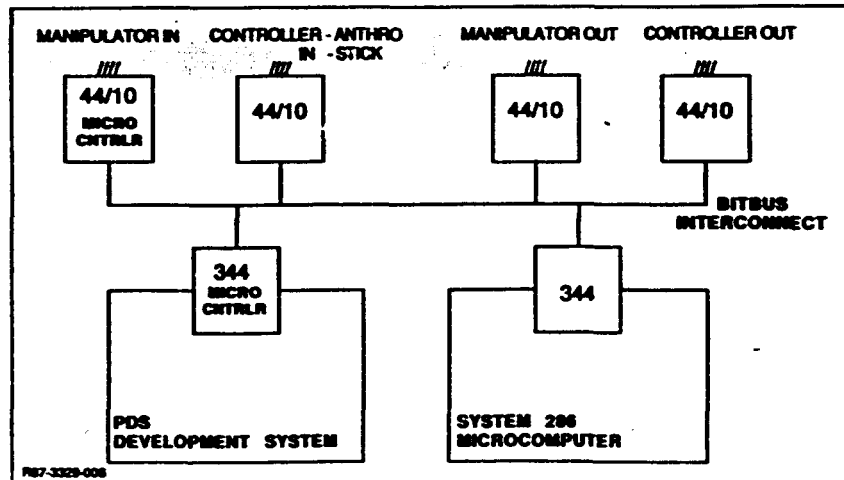 MANIPULATOR IN
CONTROLLER - ANTHRO
IN - STICK
MANIPULATOR OUT
CONTROLLER OUT
44/10
MICRO
CNTRLR
44/10
44/10
44/10
BITBUS
INTERCONNECT
344
MICRO
CNTRLR
344
PDS
DEVELOPMENT SYSTEM
SYSTEM 286
MICROCOMPUTER
R87-3329-006